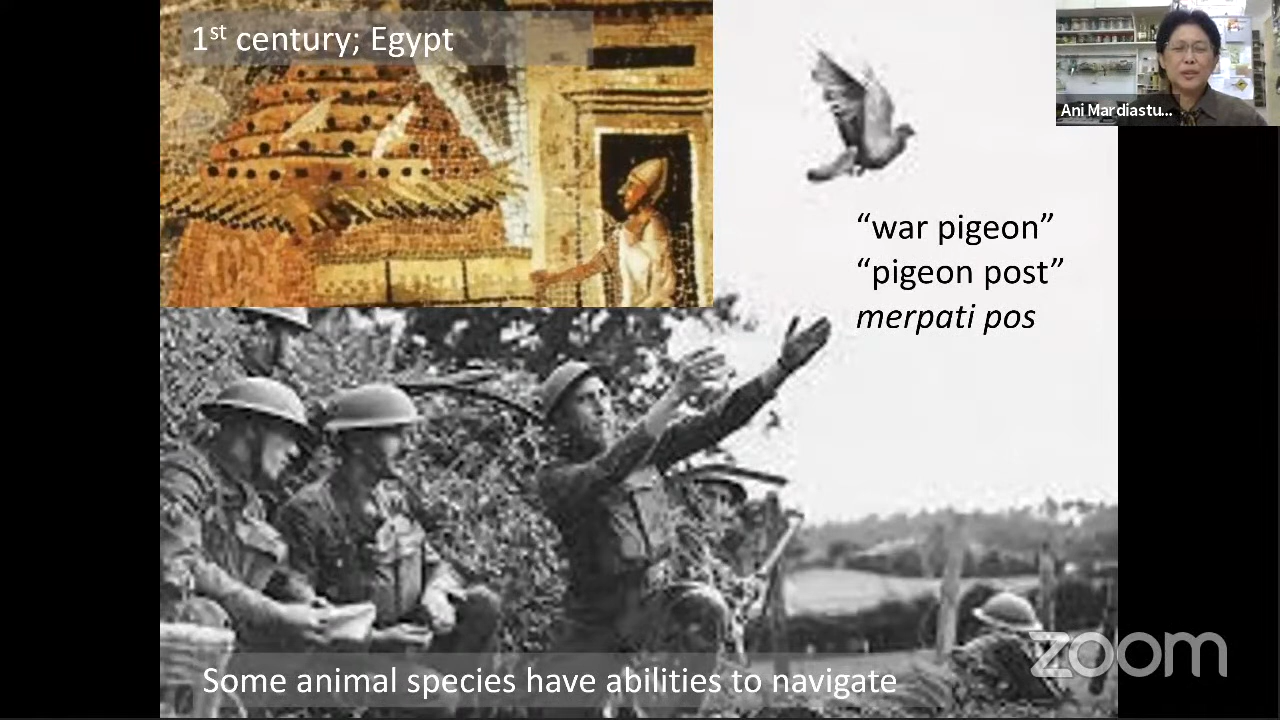 1st century; Egypt
Ani Mardiastu...
“war pigeon”
“pigeon post”
merpati pos
Some animal species have abilities to navigate
zoom